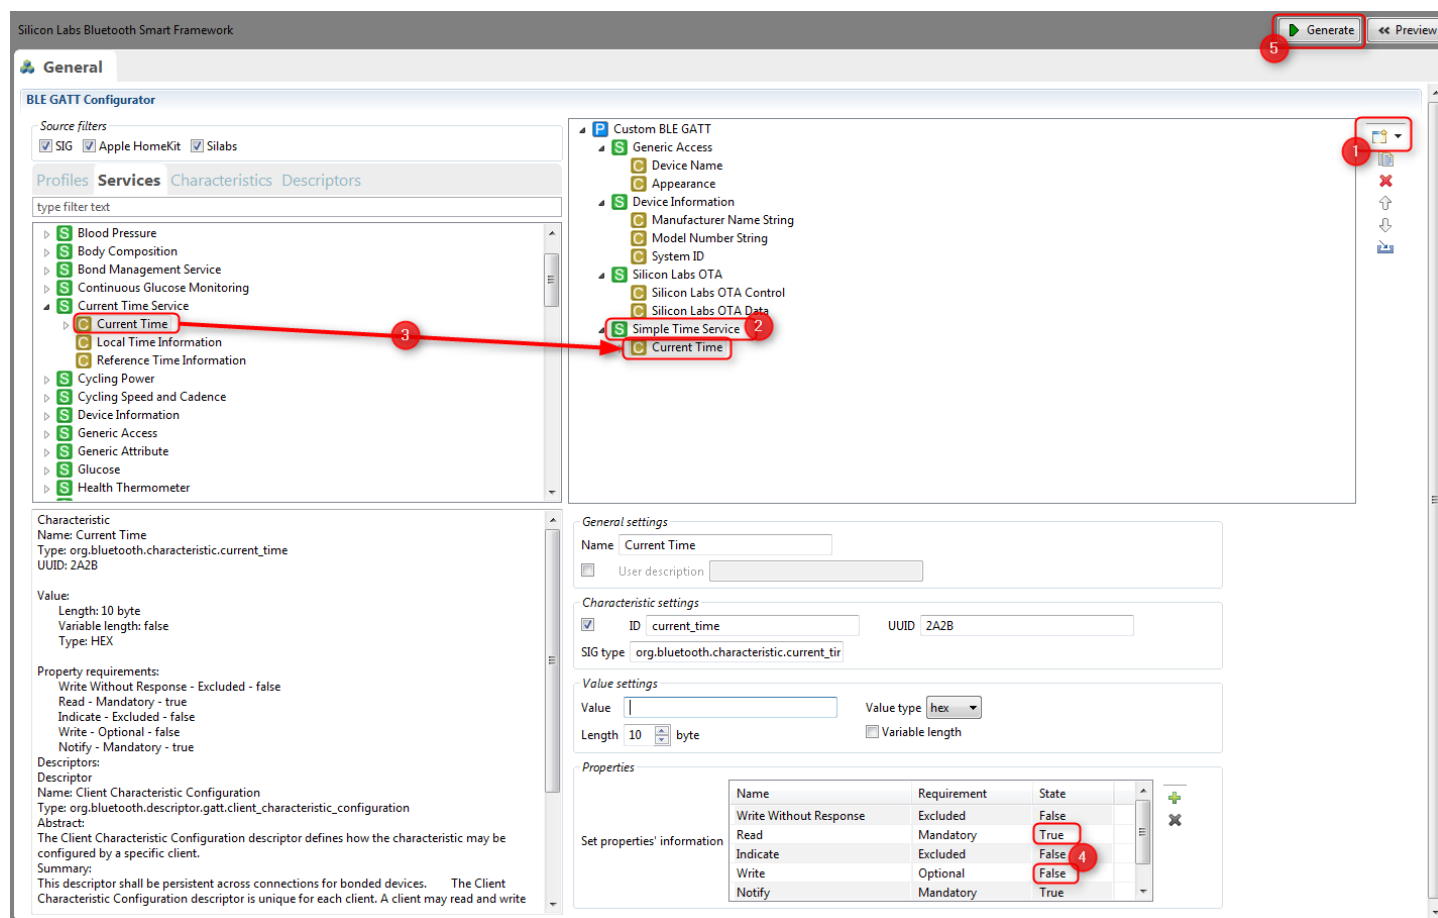 Silicon Labs Bluetooth Smart Framework
Generate
Preview
5
General
BLE GATT Configurator
Source filters
SIG Apple HomeKit Silabs
Profiles Services Characteristics Descriptors
type filter text
Blood Pressure
Body Composition
Bond Management Service
Continuous Glucose Monitoring
Current Time Service
Current Time
Local Time Information
Reference Time Information
Cycling Power
Cycling Speed and Cadence
Device Information
Generic Access
Generic Attribute
Glucose
Health Thermometer
3
P Custom BLE GATT
S Generic Access
C Device Name
C Appearance
S Device Information
C Manufacturer Name String
C Model Number String
C System ID
S Silicon Labs OTA
C Silicon Labs OTA Control
C Silicon Labs OTA Data
S Simple Time Service 2
C Current Time
1
Characteristic
Name: Current Time
Type: org.bluetooth.characteristic.current_time
UUID: 2A2B
Value:
Length: 10 byte
Variable length: false
Type: HEX
Property requirements:
Write Without Response - Excluded - false
Read - Mandatory - true
Indicate - Excluded - false
Write - Optional - false
Notify - Mandatory - true
Descriptors:
Descriptor
Name: Client Characteristic Configuration
Type: org.bluetooth.descriptor.gatt.client_characteristic_configuration
Abstract:
The Client Characteristic Configuration descriptor defines how the characteristic may be
configured by a specific client.
Summary:
This descriptor shall be persistent across connections for bonded devices. The Client
Characteristic Configuration descriptor is unique for each client. A client may read and write
General settings
Name Current Time
User description
Characteristic settings
ID current_time UUID 2A2B
SIG type org.bluetooth.characteristic.current_tir
Value settings
Value Value type hex
Length 10 byte Variable length
Properties
Set properties' information
Name Requirement State
Write Without Response Excluded False
Read Mandatory True
Indicate Excluded False 4
Write Optional False
Notify Mandatory True